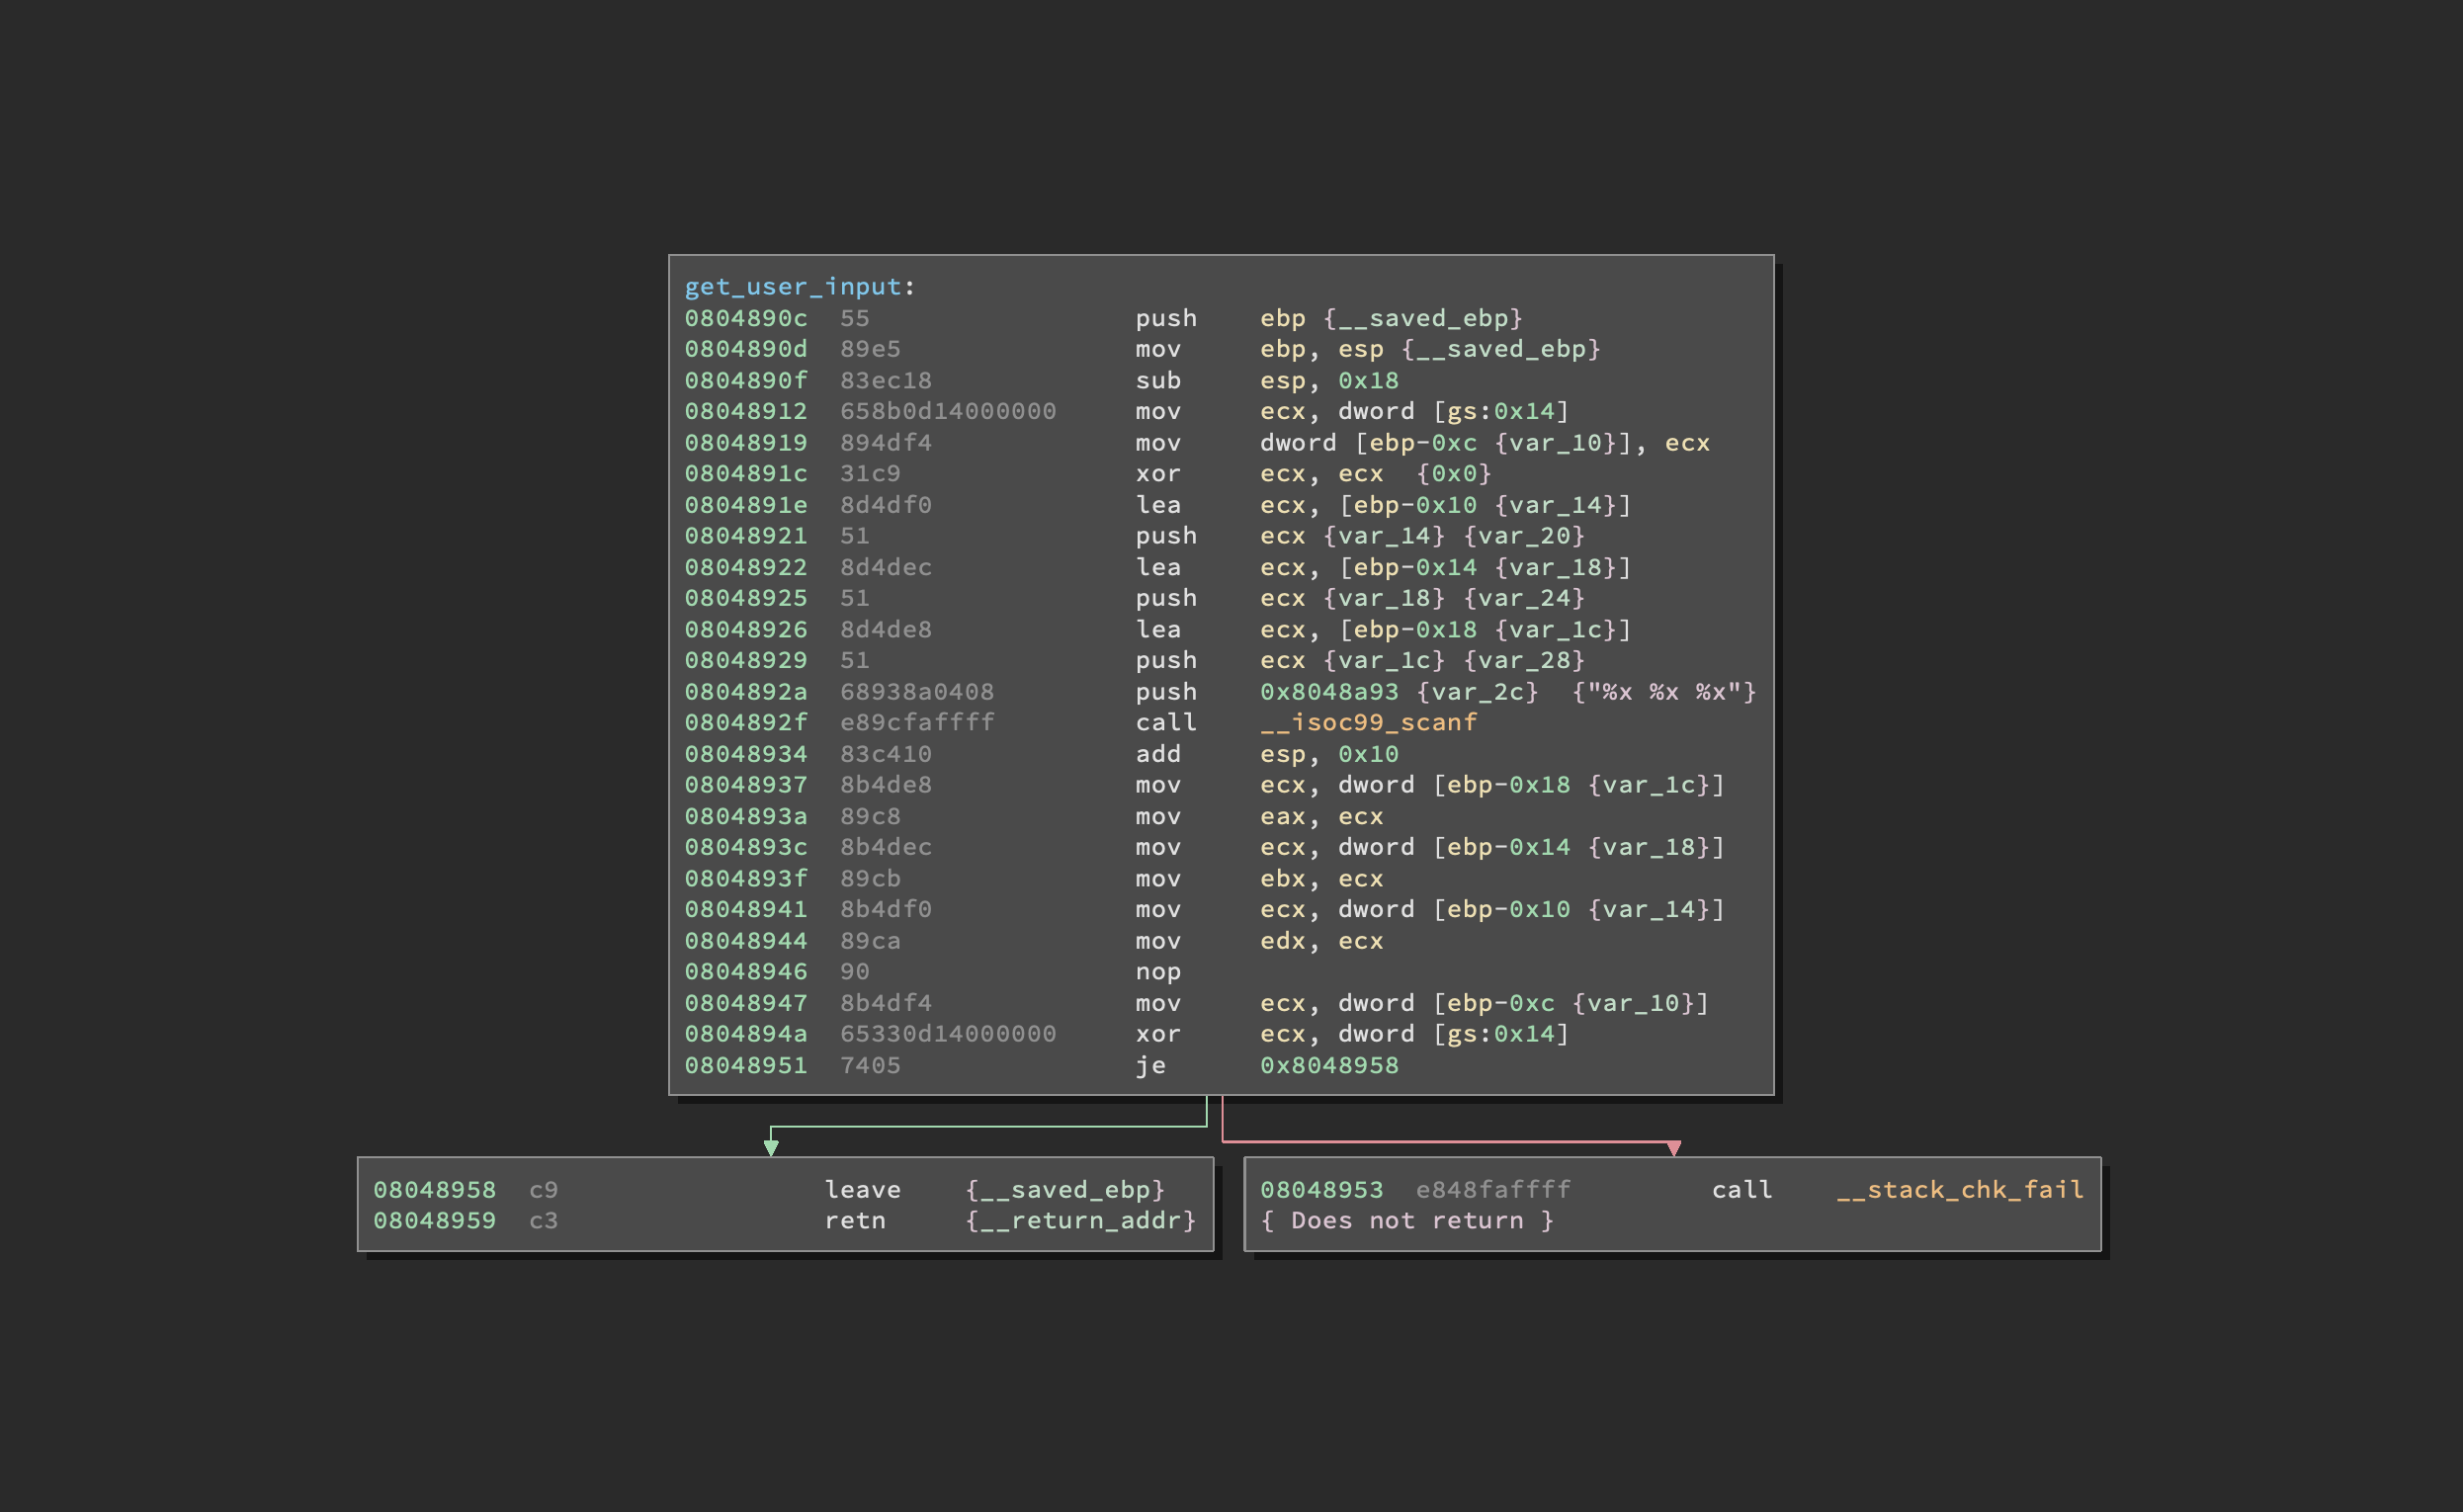 get_user_input:
0804890c 55 push ebp {__saved_ebp}
0804890d 89e5 mov ebp, esp {__saved_ebp}
0804890f 83ec18 sub esp, 0x18
08048912 658b0d14000000 mov ecx, dword [gs:0x14]
08048919 894df4 mov dword [ebp-0xc {var_10}], ecx
0804891c 31c9 xor ecx, ecx {0x0}
0804891e 8d4df0 lea ecx, [ebp-0x10 {var_14}]
08048921 51 push ecx {var_14} {var_20}
08048922 8d4dec lea ecx, [ebp-0x14 {var_18}]
08048925 51 push ecx {var_18} {var_24}
08048926 8d4de8 lea ecx, [ebp-0x18 {var_1c}]
08048929 51 push ecx {var_1c} {var_28}
0804892a 68938a0408 push 0x8048a93 {var_2c} {"%x %x %x"}
0804892f e89cfaffff call __isoc99_scanf
08048934 83c410 add esp, 0x10
08048937 8b4de8 mov ecx, dword [ebp-0x18 {var_1c}]
0804893a 89c8 mov eax, ecx
0804893c 8b4dec mov ecx, dword [ebp-0x14 {var_18}]
0804893f 89cb mov ebx, ecx
08048941 8b4df0 mov ecx, dword [ebp-0x10 {var_14}]
08048944 89ca mov edx, ecx
08048946 90 nop
08048947 8b4df4 mov ecx, dword [ebp-0xc {var_10}]
0804894a 65330d14000000 xor ecx, dword [gs:0x14]
08048951 7405 je 0x8048958
08048958 c9 leave {__saved_ebp}
08048959 c3 retn {__return_addr}
08048953 e848faffff call __stack_chk_fail
{ Does not return }